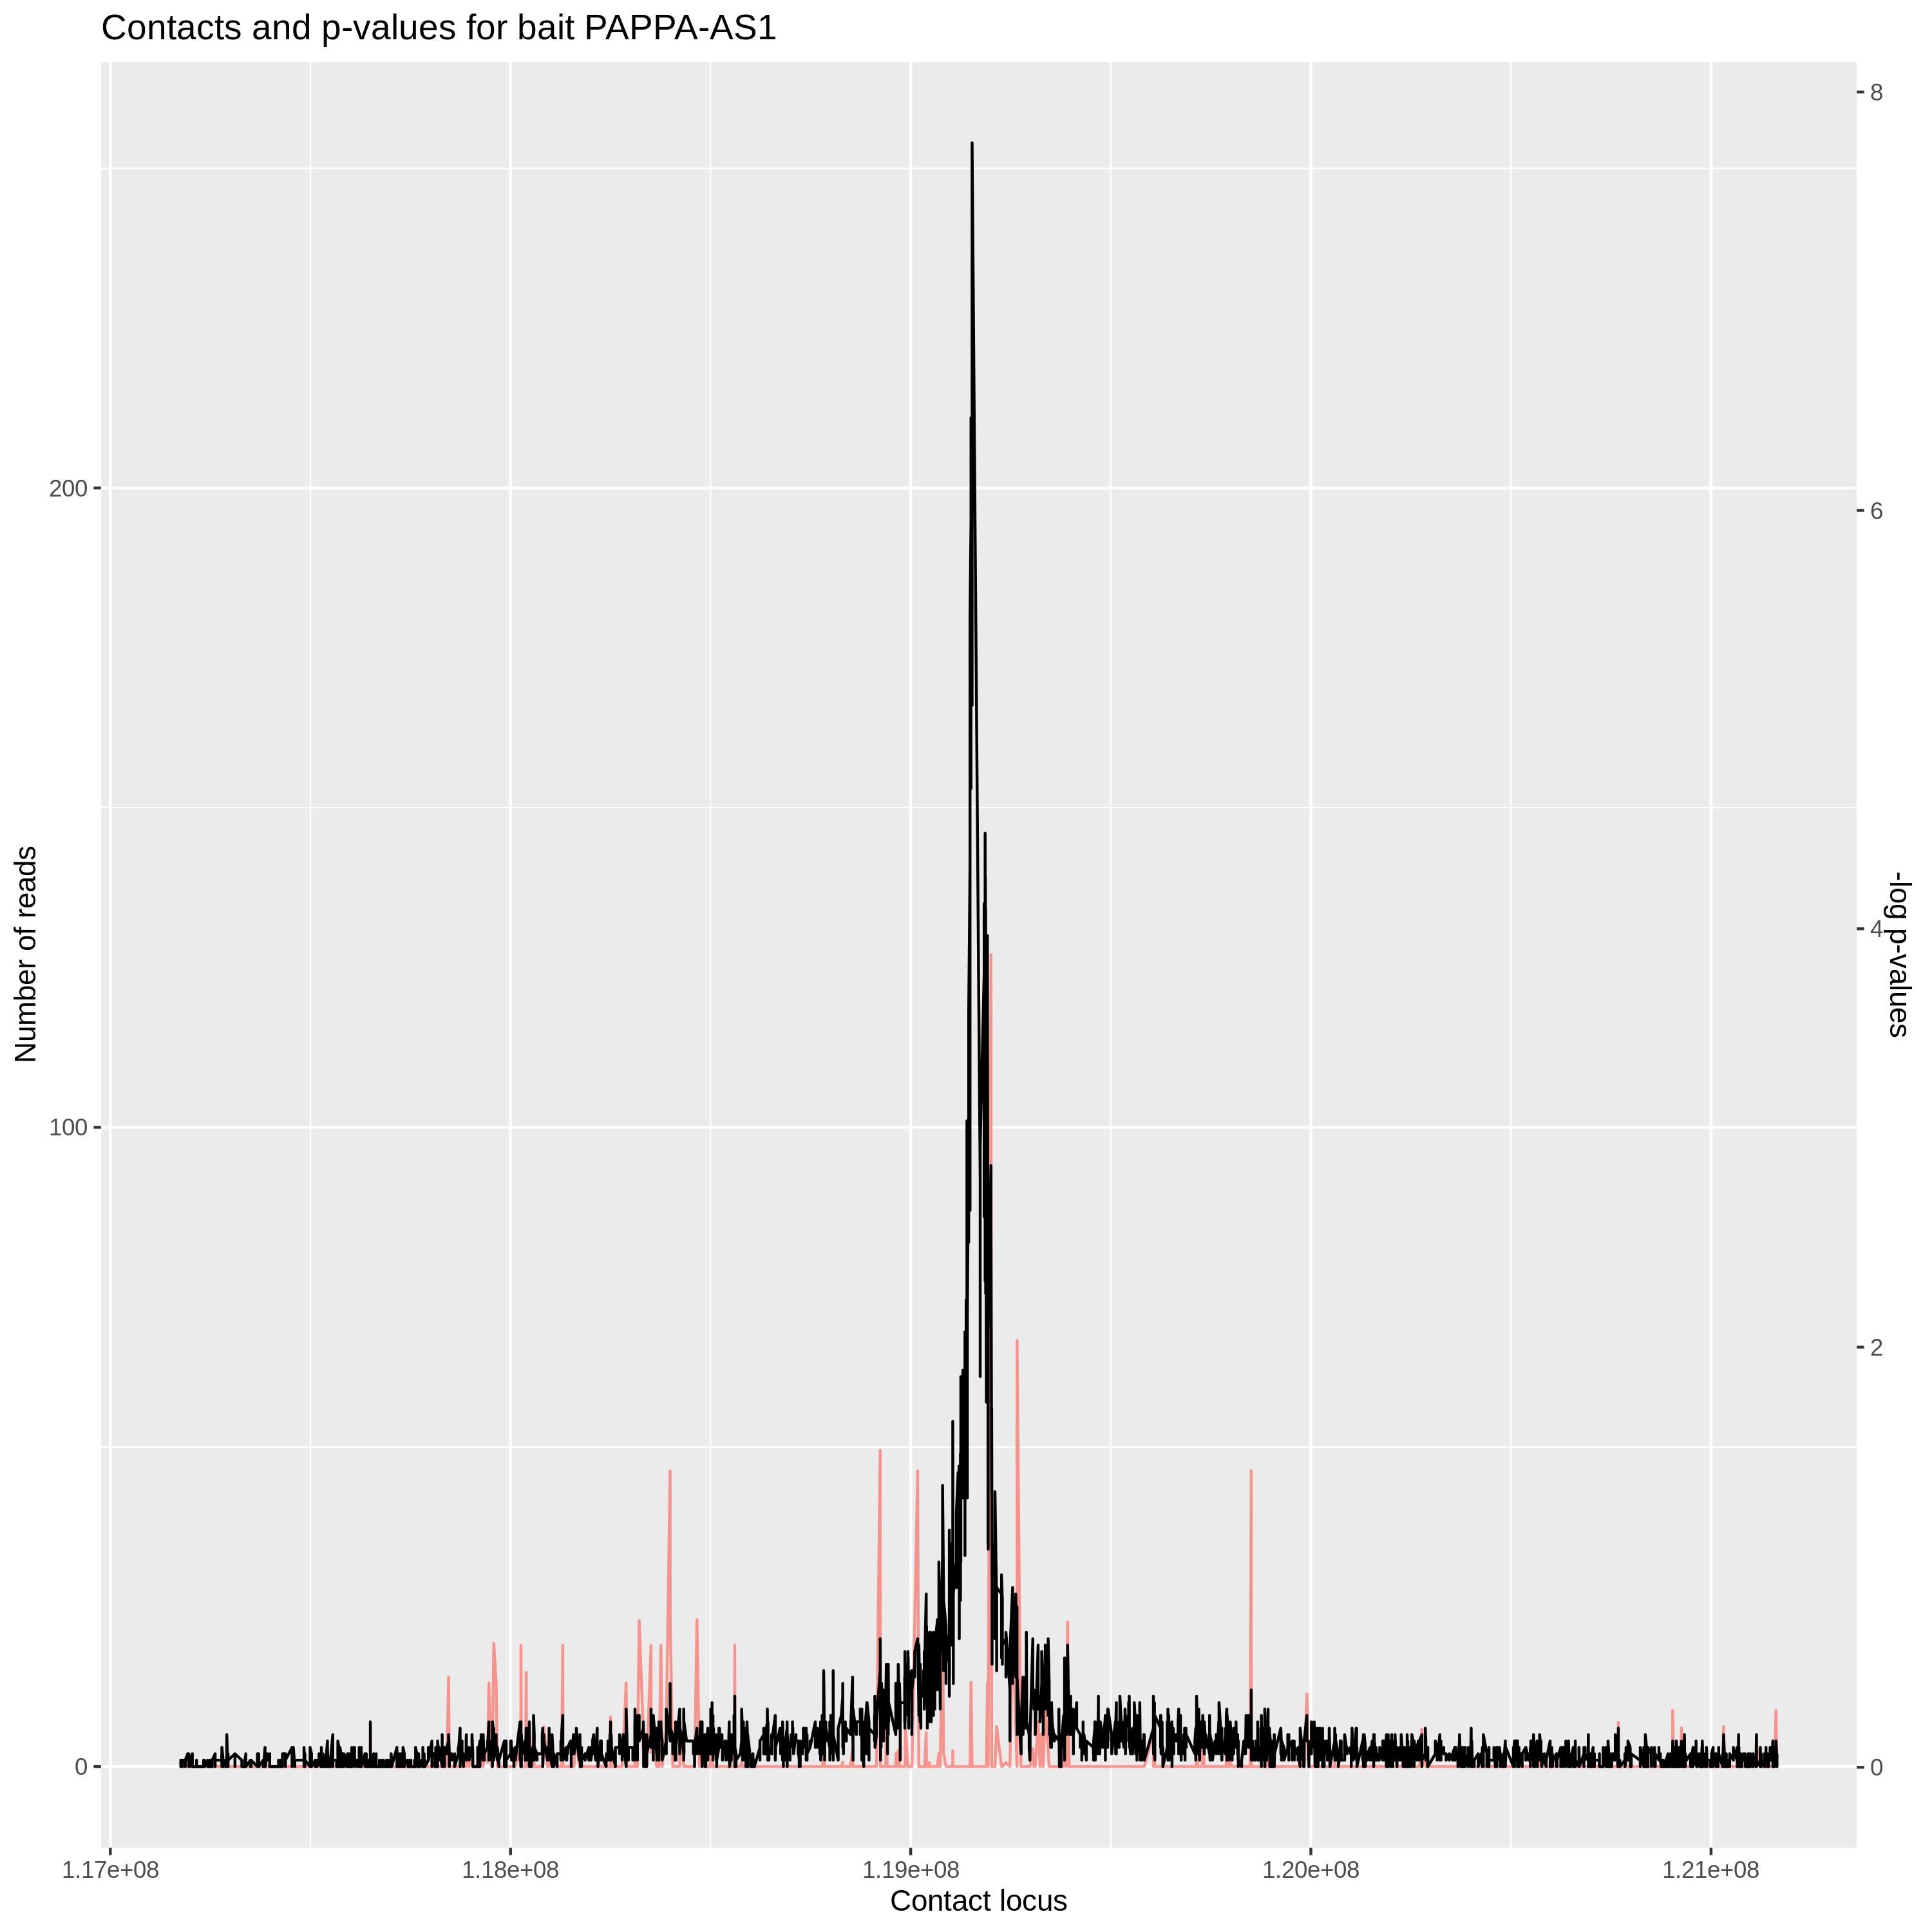 Contacts and p-values for bait PAPPA-AS1
8
200
6
Number of reads
-log p-values
4
100
2
0
0
1.17e+08
1.18e+08
1.19e+08
1.20e+08
1.21e+08
Contact locus